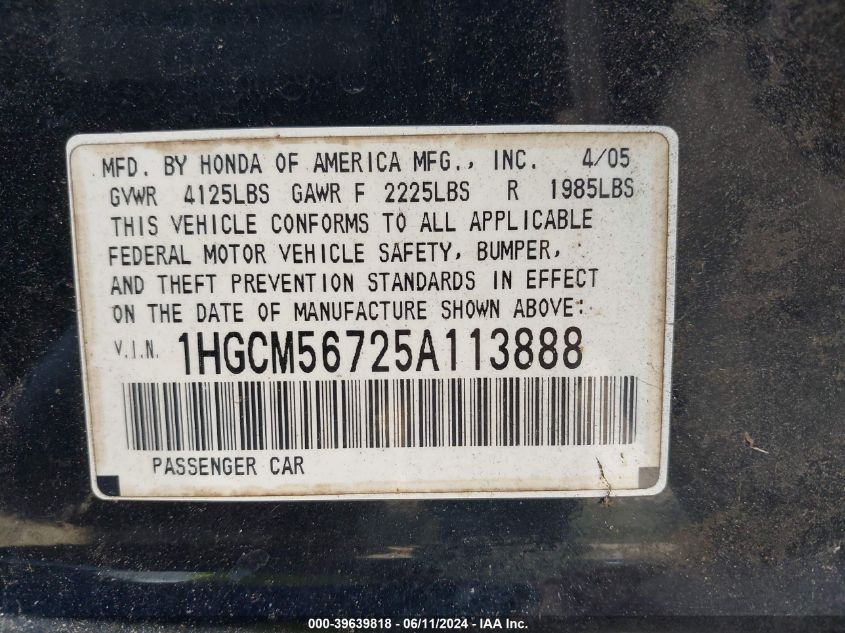 MFD. BY HONDA OF AMERICA MFG., INC. 4/05
GVWR 4125LBS GAWR F 2225LBS R 1985LBS
THIS VEHICLE CONFORMS TO ALL APPLICABLE
FEDERAL MOTOR VEHICLE SAFETY, BUMPER,
AND THEFT PREVENTION STANDARDS IN EFFECT
ON THE DATE OF MANUFACTURE SHOWN ABOVE:
V.I.N. 1HGCM56725A113888
PASSENGER CAR
000-39639818 - 06/11/2024 - IAA Inc.